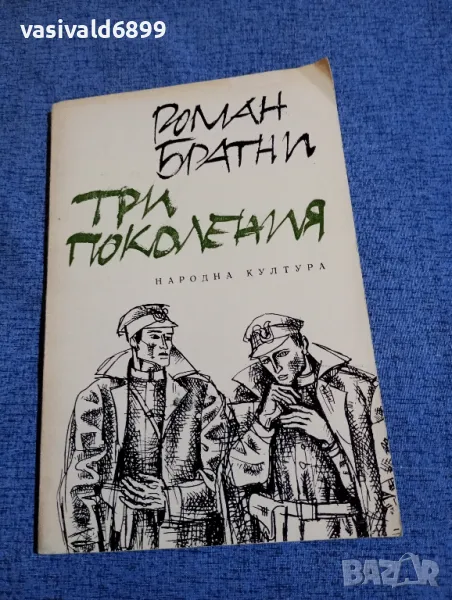 vasivald6899
РОМАН
БРАТНИ
ТРИ
ПОКОЛЕНИЯ
НАРОДНА КУЛТУРА
BAZAR